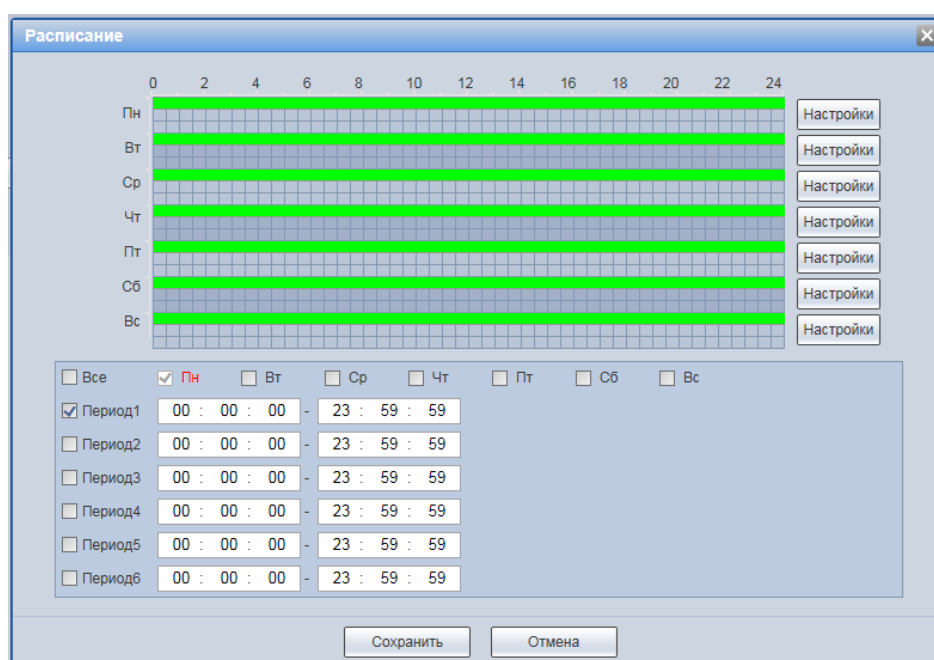 Расписание
0 2 4 6 8 10 12 14 16 18 20 22 24
Пн Настройки
Вт Настройки
Ср Настройки
Чт Настройки
Пт Настройки
Сб Настройки
Вс Настройки
Все Пн Вт Ср Чт Пт Сб Вс
Период1 00 : 00 : 00 - 23 : 59 : 59
Период2 00 : 00 : 00 - 23 : 59 : 59
Период3 00 : 00 : 00 - 23 : 59 : 59
Период4 00 : 00 : 00 - 23 : 59 : 59
Период5 00 : 00 : 00 - 23 : 59 : 59
Период6 00 : 00 : 00 - 23 : 59 : 59
Сохранить Отмена